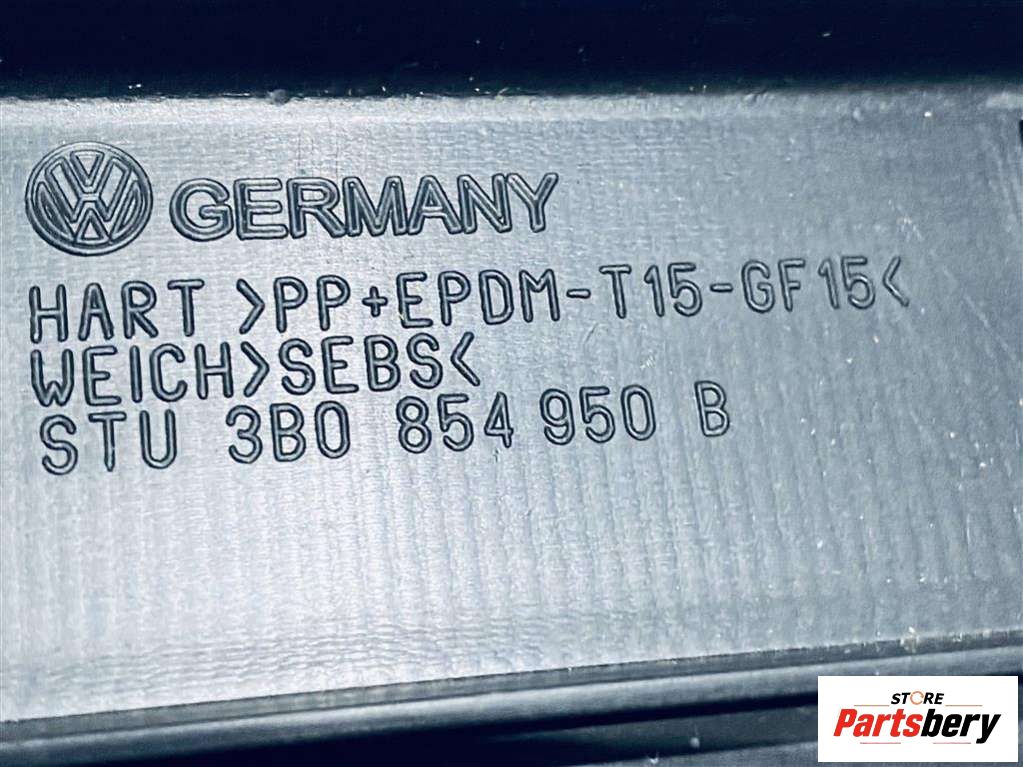 GERMANY
HART >PP+EPDM-T15-GF15<
WEICH>SEBS<
STU 3B0 854 950 B
STORE
Partsbery